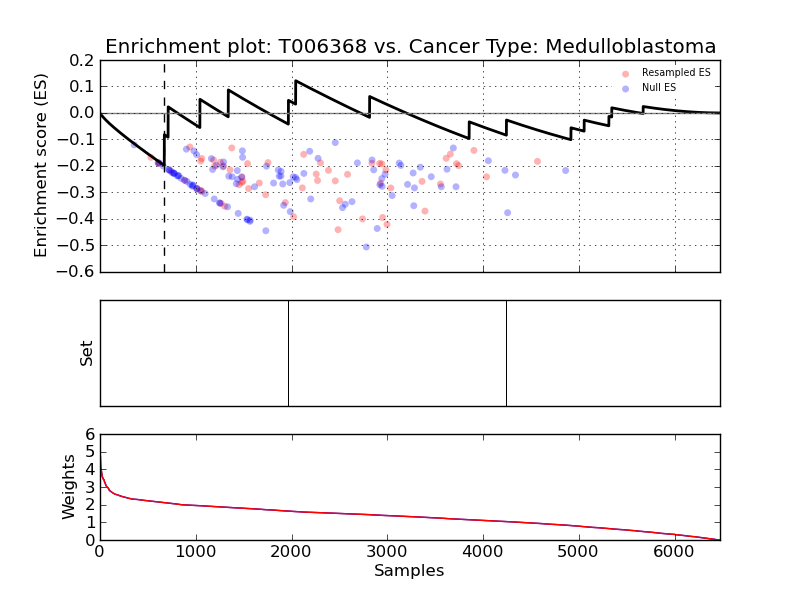 Enrichment plot: T006368 vs. Cancer Type: Medulloblastoma
0.2
0.1
0.0
−0.1
−0.2
−0.3
−0.4
−0.5
−0.6
Enrichment score (ES)
Resampled ES
Null ES
Set
6
5
4
3
2
1
0
Weights
0 1000 2000 3000 4000 5000 6000
Samples